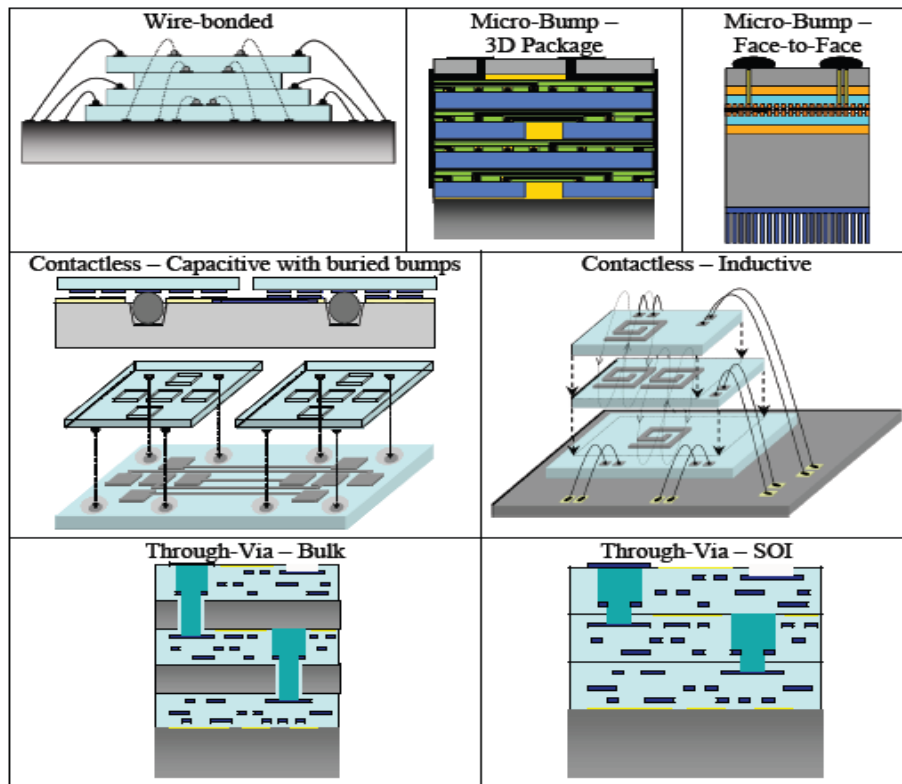 Wire-bonded
Micro-Bump –
3D Package
Micro-Bump –
Face-to-Face
Contactless – Capacitive with buried bumps
Contactless – Inductive
Through-Via – Bulk
Through-Via – SOI